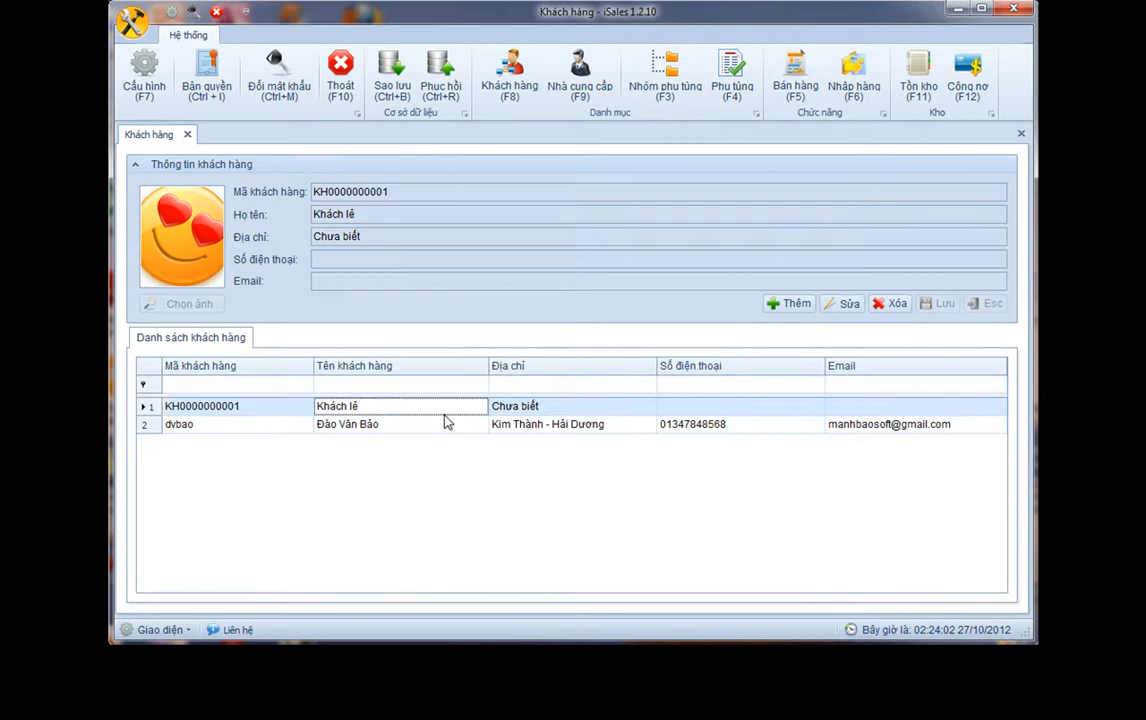 Khách hàng - iSales 1.2.10
Hệ thống
Cấu hình (F7)
Bản quyền (Ctrl + I)
Đổi mật khẩu (Ctrl+M)
Thoát (F10)
Sao lưu (Ctrl+B)
Phục hồi (Ctrl+R)
Khách hàng (F8)
Nhà cung cấp (F9)
Nhóm phụ tùng (F3)
Phụ tùng (F4)
Bán hàng (F5)
Nhập hàng (F6)
Tồn kho (F11)
Công nợ (F12)
Cơ sở dữ liệu
Danh mục
Chức năng
Kho
Khách hàng
Thông tin khách hàng
Mã khách hàng: KH0000000001
Họ tên: Khách lẻ
Địa chỉ: Chưa biết
Số điện thoại:
Email:
Chọn ảnh
Thêm
Sửa
Xóa
Lưu
Esc
Danh sách khách hàng
Mã khách hàng Tên khách hàng Địa chỉ Số điện thoại Email
1 KH0000000001 Khách lẻ Chưa biết
2 dvbao Đào Văn Bảo Kim Thành - Hải Dương 01347848568 manhbaosoft@gmail.com
Giao diện Liên hệ Bây giờ là: 02:24:02 27/10/2012